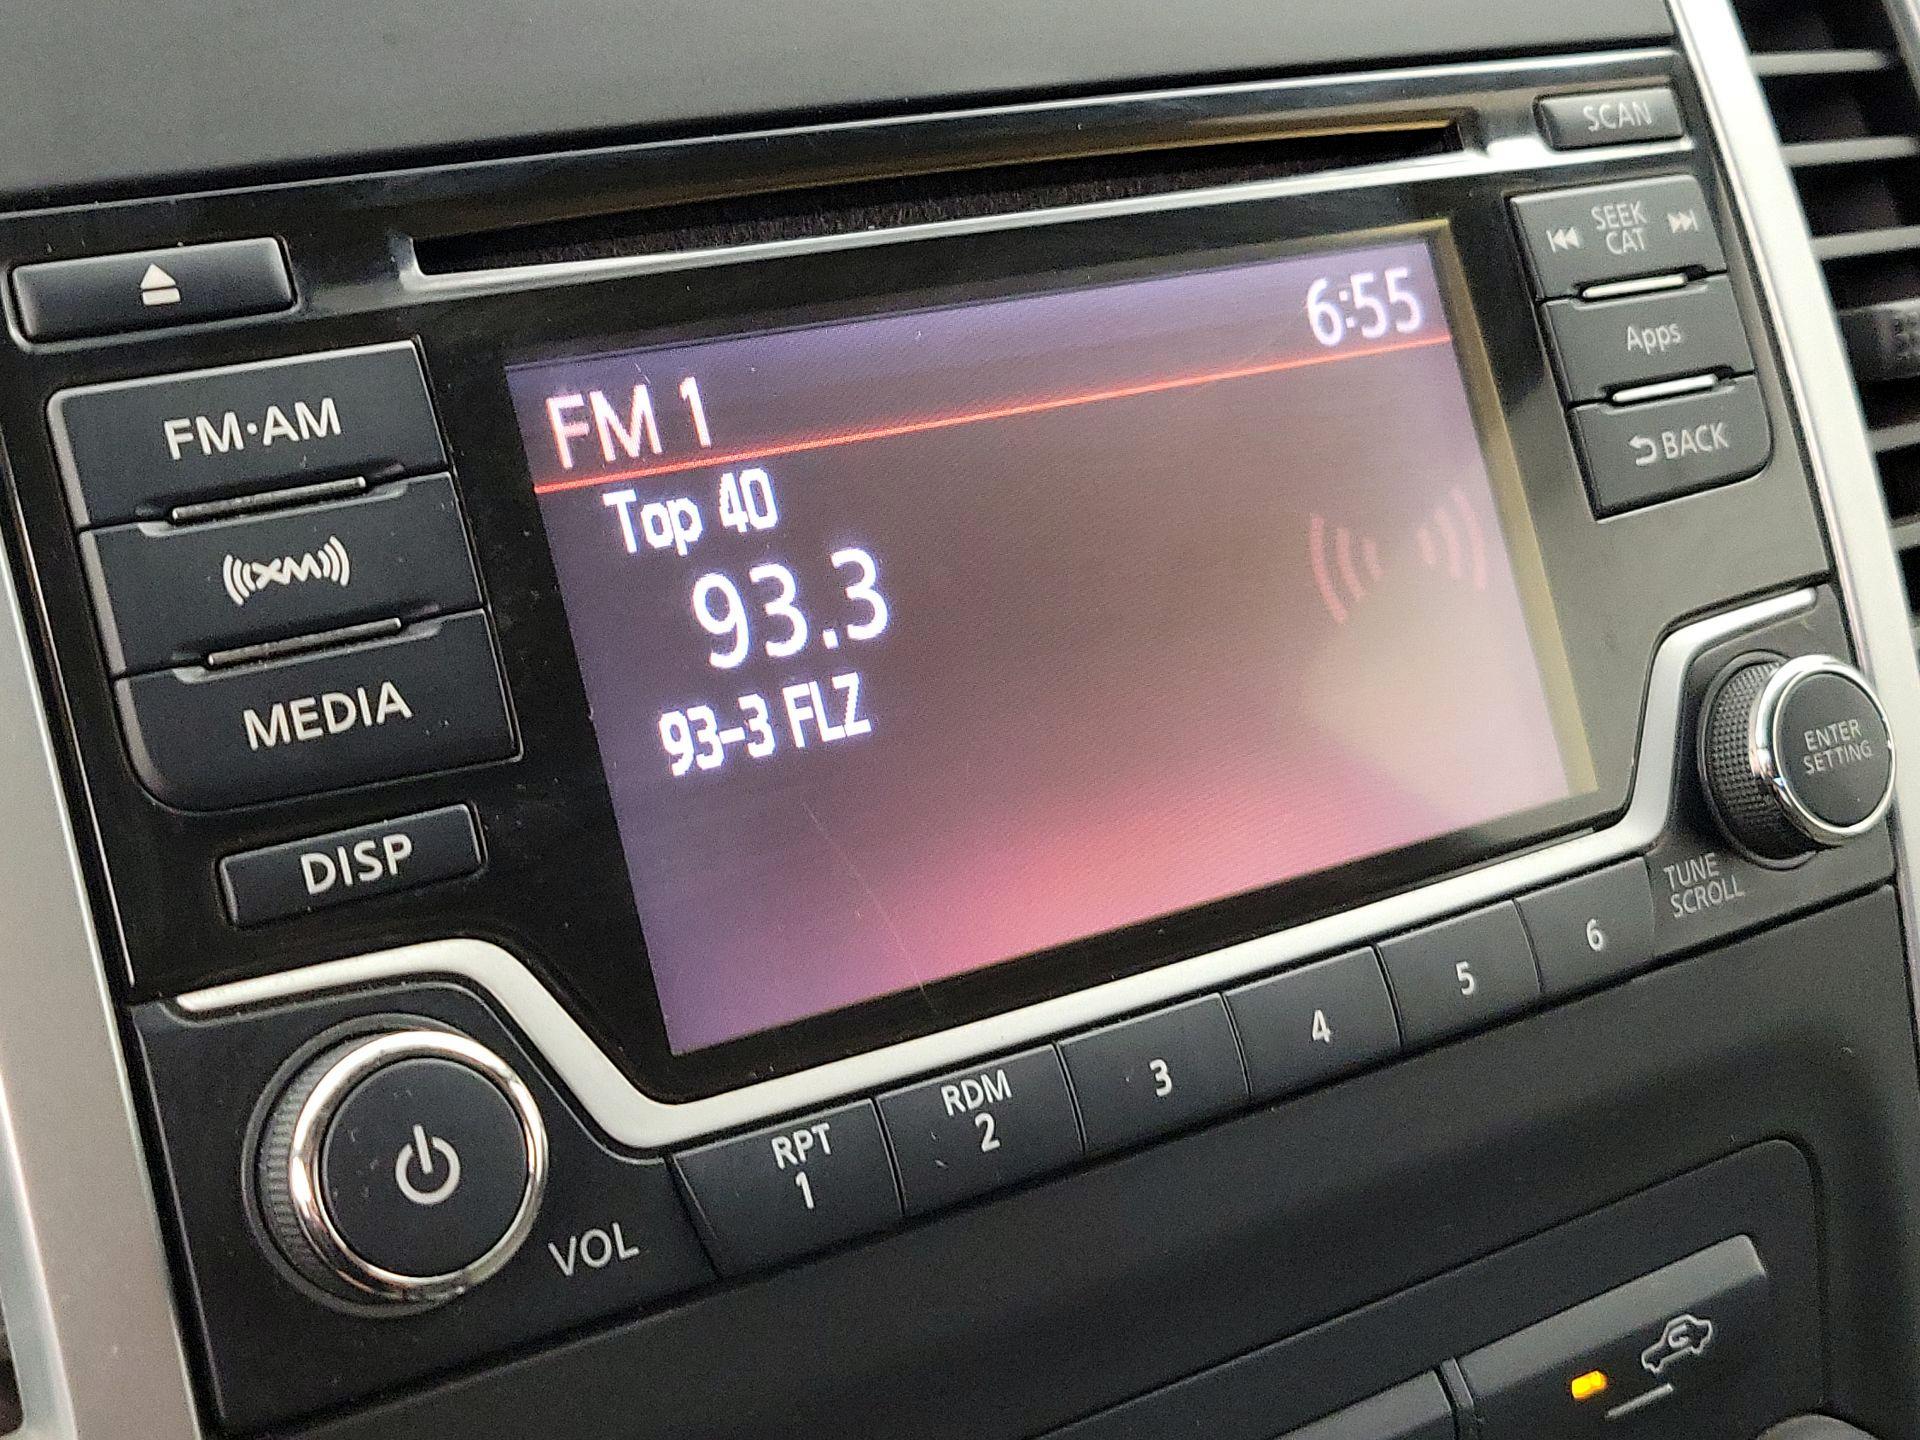 SCAN
SEEK
CAT
Apps
BACK
6:55
FM 1
Top 40
93.3
93-3 FLZ
FM·AM
XM
MEDIA
DISP
ENTER
SETTING
TUNE
SCROLL
VOL
RPT
1
RDM
2
3
4
5
6